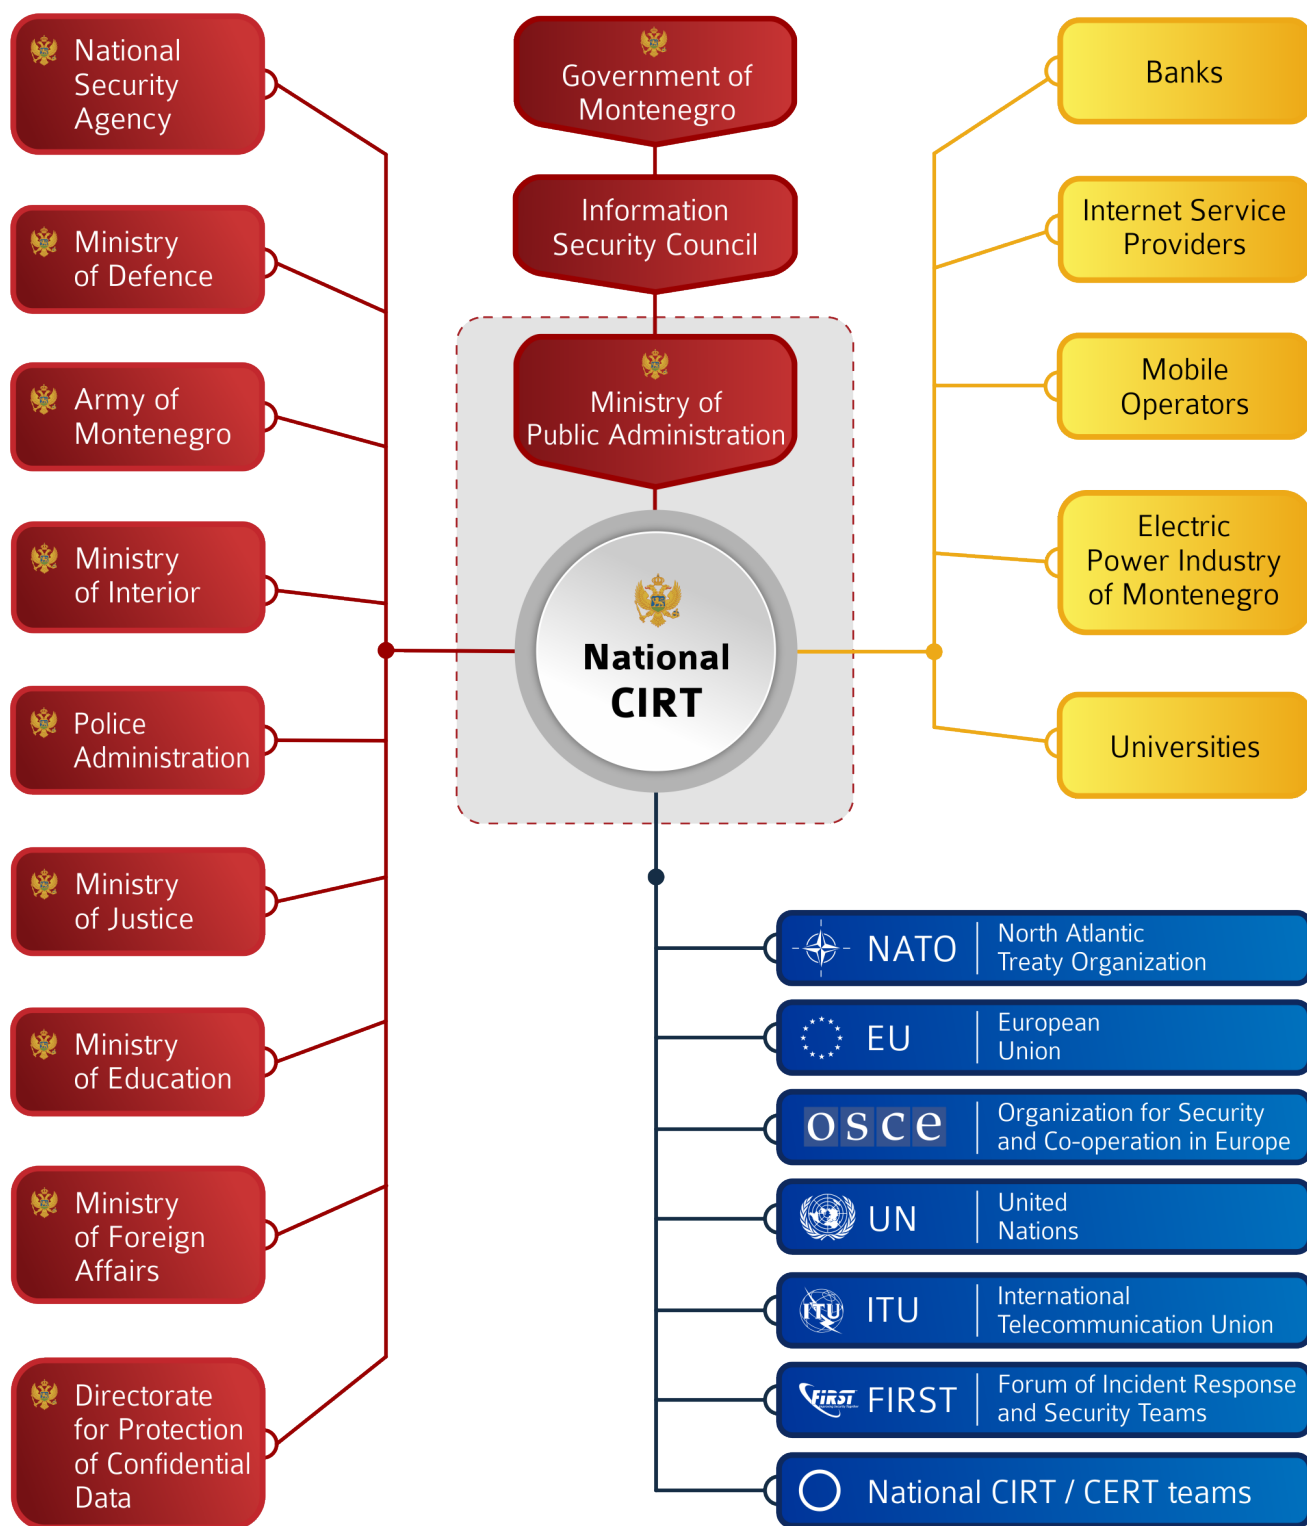 National
Security
Agency
Ministry
of Defence
Army of
Montenegro
Ministry
of Interior
Police
Administration
Ministry
of Justice
Ministry
of Education
Ministry
of Foreign
Affairs
Directorate
for Protection
of Confidential
Data
Government of
Montenegro
Information
Security Council
Ministry of
Public Administration
National
CIRT
Banks
Internet Service
Providers
Mobile
Operators
Electric
Power Industry
of Montenegro
Universities
NATO
North Atlantic
Treaty Organization
EU
European
Union
osce
Organization for Security
and Co-operation in Europe
UN
United
Nations
ITU
ITU
International
Telecommunication Union
FIRST
FIRST
Forum of Incident Response
and Security Teams
National CIRT / CERT teams